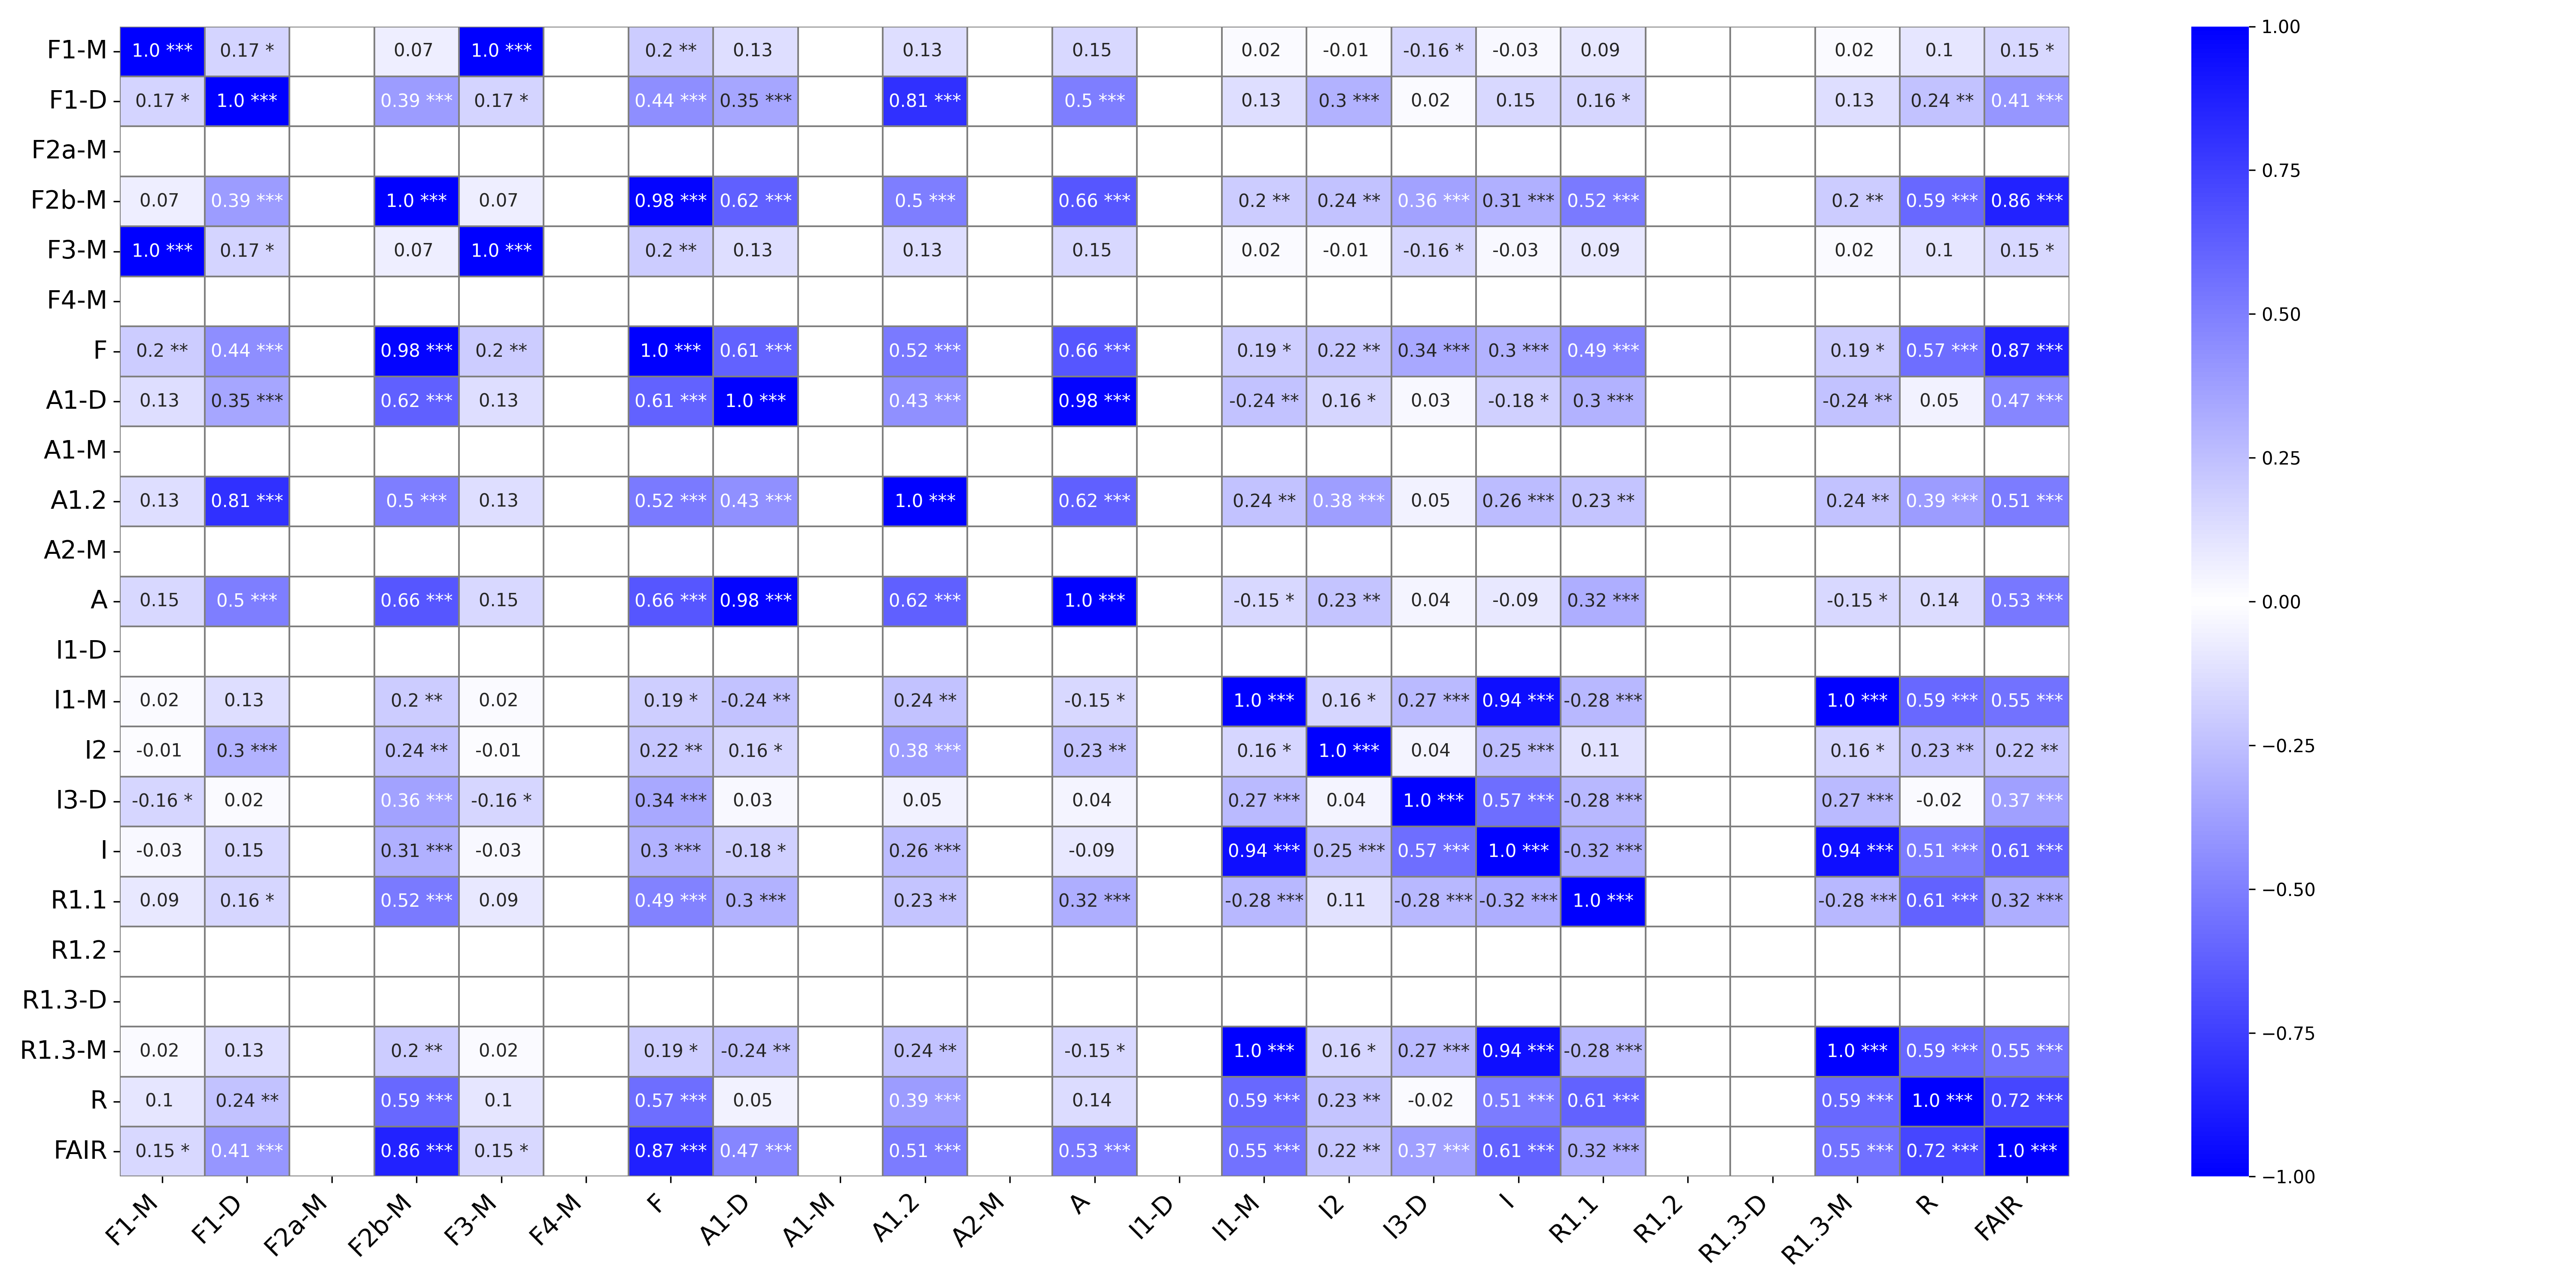 F1-M 1.0 *** 0.17 * 0.07 1.0 *** 0.2 ** 0.13 0.13 0.15 0.02 -0.01 -0.16 * -0.03 0.09 0.02 0.1 0.15 *
F1-D 0.17 * 1.0 *** 0.39 *** 0.17 * 0.44 *** 0.35 *** 0.81 *** 0.5 *** 0.13 0.3 *** 0.02 0.15 0.16 * 0.13 0.24 ** 0.41 ***
F2a-M
F2b-M 0.07 0.39 *** 1.0 *** 0.07 0.98 *** 0.62 *** 0.5 *** 0.66 *** 0.2 ** 0.24 ** 0.36 *** 0.31 *** 0.52 *** 0.2 ** 0.59 *** 0.86 ***
F3-M 1.0 *** 0.17 * 0.07 1.0 *** 0.2 ** 0.13 0.13 0.15 0.02 -0.01 -0.16 * -0.03 0.09 0.02 0.1 0.15 *
F4-M
F 0.2 ** 0.44 *** 0.98 *** 0.2 ** 1.0 *** 0.61 *** 0.52 *** 0.66 *** 0.19 * 0.22 ** 0.34 *** 0.3 *** 0.49 *** 0.19 * 0.57 *** 0.87 ***
A1-D 0.13 0.35 *** 0.62 *** 0.13 0.61 *** 1.0 *** 0.43 *** 0.98 *** -0.24 ** 0.16 * 0.03 -0.18 * 0.3 *** -0.24 ** 0.05 0.47 ***
A1-M
A1.2 0.13 0.81 *** 0.5 *** 0.13 0.52 *** 0.43 *** 1.0 *** 0.62 *** 0.24 ** 0.38 *** 0.05 0.26 *** 0.23 ** 0.24 ** 0.39 *** 0.51 ***
A2-M
A 0.15 0.5 *** 0.66 *** 0.15 0.66 *** 0.98 *** 0.62 *** 1.0 *** -0.15 * 0.23 ** 0.04 -0.09 0.32 *** -0.15 * 0.14 0.53 ***
I1-D
I1-M 0.02 0.13 0.2 ** 0.02 0.19 * -0.24 ** 0.24 ** -0.15 * 1.0 *** 0.16 * 0.27 *** 0.94 *** -0.28 *** 1.0 *** 0.59 *** 0.55 ***
I2 -0.01 0.3 *** 0.24 ** -0.01 0.22 ** 0.16 * 0.38 *** 0.23 ** 0.16 * 1.0 *** 0.04 0.25 *** 0.11 0.16 * 0.23 ** 0.22 **
I3-D -0.16 * 0.02 0.36 *** -0.16 * 0.34 *** 0.03 0.05 0.04 0.27 *** 0.04 1.0 *** 0.57 *** -0.28 *** 0.27 *** -0.02 0.37 ***
I -0.03 0.15 0.31 *** -0.03 0.3 *** -0.18 * 0.26 *** -0.09 0.94 *** 0.25 *** 0.57 *** 1.0 *** -0.32 *** 0.94 *** 0.51 *** 0.61 ***
R1.1 0.09 0.16 * 0.52 *** 0.09 0.49 *** 0.3 *** 0.23 ** 0.32 *** -0.28 *** 0.11 -0.28 *** -0.32 *** 1.0 *** -0.28 *** 0.61 *** 0.32 ***
R1.2
R1.3-D
R1.3-M 0.02 0.13 0.2 ** 0.02 0.19 * -0.24 ** 0.24 ** -0.15 * 1.0 *** 0.16 * 0.27 *** 0.94 *** -0.28 *** 1.0 *** 0.59 *** 0.55 ***
R 0.1 0.24 ** 0.59 *** 0.1 0.57 *** 0.05 0.39 *** 0.14 0.59 *** 0.23 ** -0.02 0.51 *** 0.61 *** 0.59 *** 1.0 *** 0.72 ***
FAIR 0.15 * 0.41 *** 0.86 *** 0.15 * 0.87 *** 0.47 *** 0.51 *** 0.53 *** 0.55 *** 0.22 ** 0.37 *** 0.61 *** 0.32 *** 0.55 *** 0.72 *** 1.0 ***
F1-M F1-D F2a-M F2b-M F3-M F4-M F A1-D A1-M A1.2 A2-M A I1-D I1-M I2 I3-D I R1.1 R1.2 R1.3-D R1.3-M R FAIR
1.00
0.75
0.50
0.25
0.00
−0.25
−0.50
−0.75
−1.00